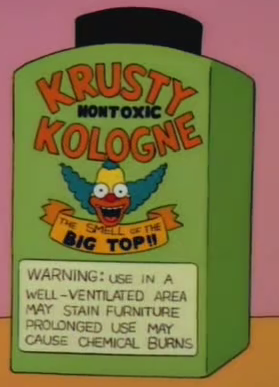 KRUSTY
NONTOXIC
KOLOGNE
THE SMELL OF THE
BIG TOP!!
WARNING: USE IN A
WELL-VENTILATED AREA
MAY STAIN FURNITURE
PROLONGED USE MAY
CAUSE CHEMICAL BURNS